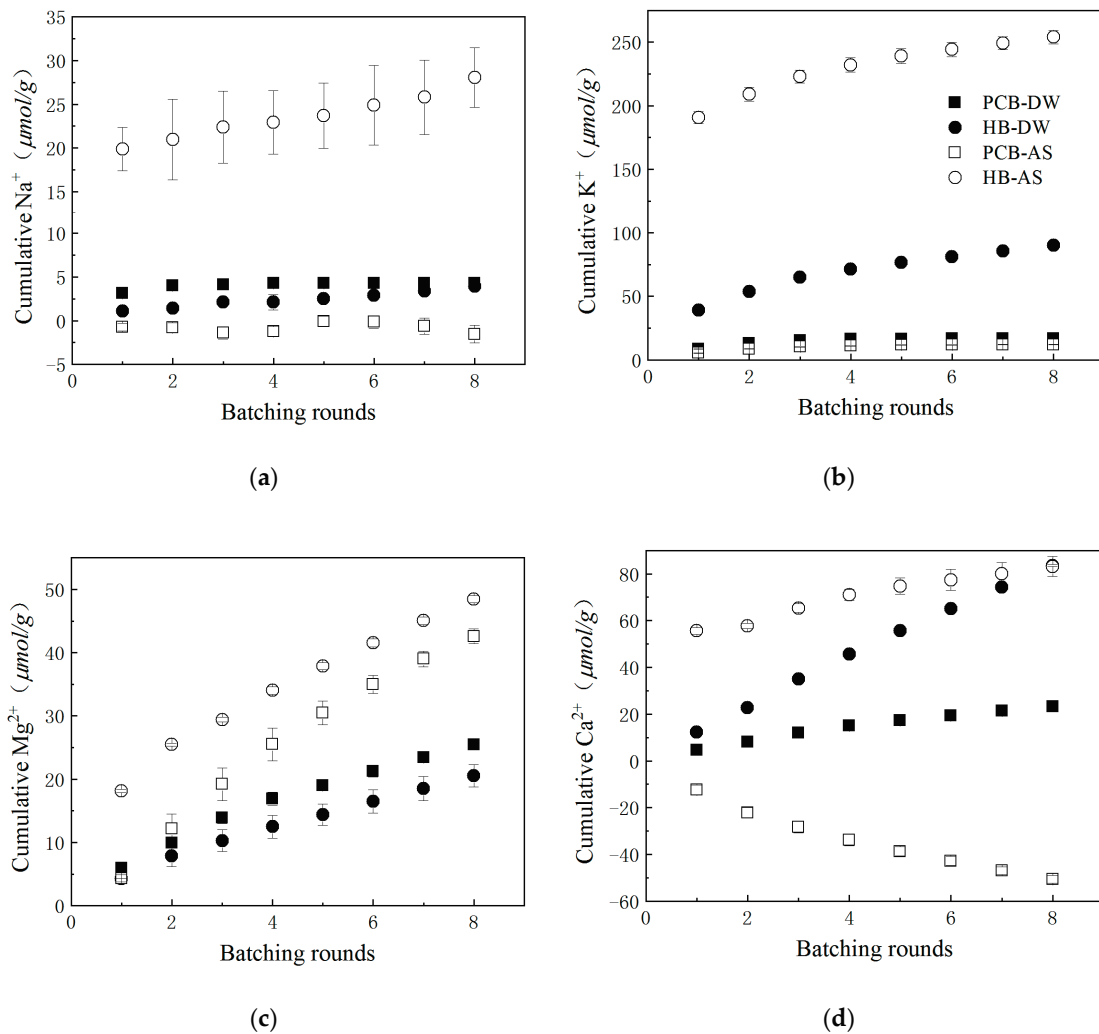 35
30
25
20
15
10
5
0
-5
Cumulative Na⁺（μmol/g）
0 2 4 6 8
Batching rounds
(a)
250
200
150
100
50
0
Cumulative K⁺（μmol/g）
PCB-DW
HB-DW
PCB-AS
HB-AS
0 2 4 6 8
Batching rounds
(b)
50
40
30
20
10
0
Cumulative Mg²⁺（μmol/g）
0 2 4 6 8
Batching rounds
(c)
80
60
40
20
0
-20
-40
-60
Cumulative Ca²⁺（μmol/g）
0 2 4 6 8
Batching rounds
(d)